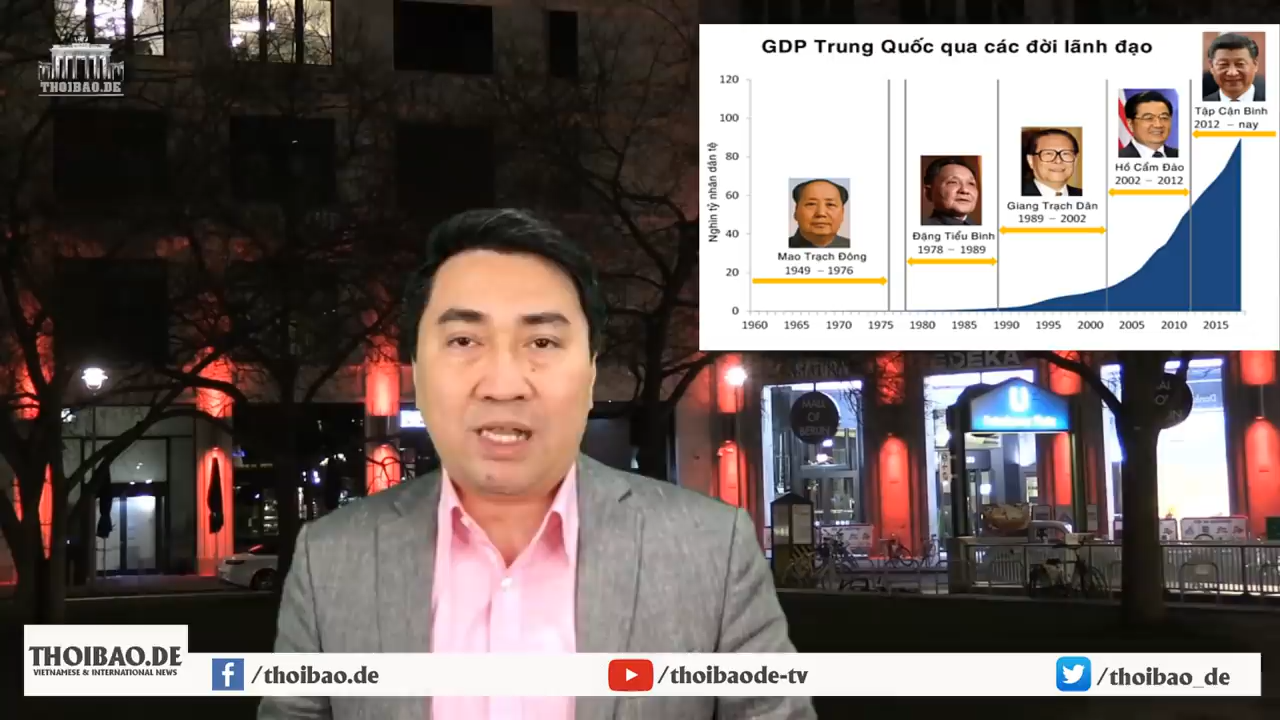 THOIBAO.DE
GDP Trung Quốc qua các đời lãnh đạo
Nghìn tỷ nhân dân tệ
120
100
80
60
40
20
0
Mao Trạch Đông
1949 – 1976
Đặng Tiểu Bình
1978 – 1989
Giang Trạch Dân
1989 – 2002
Hồ Cẩm Đào
2002 – 2012
Tập Cận Bình
2012 – nay
1960 1965 1970 1975 1980 1985 1990 1995 2000 2005 2010 2015
EDEKA
U
MALL
OF
BERLIN
THOIBAO.DE
VIETNAMESE & INTERNATIONAL NEWS
/thoibao.de
/thoibaode-tv
/thoibao_de